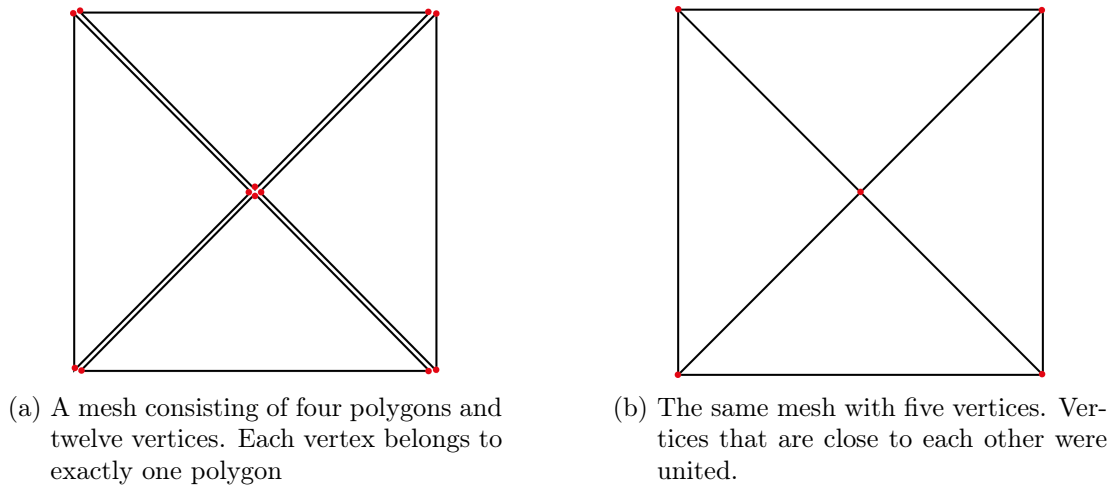 (a) A mesh consisting of four polygons and
twelve vertices. Each vertex belongs to
exactly one polygon
(b) The same mesh with five vertices. Ver-
tices that are close to each other were
united.